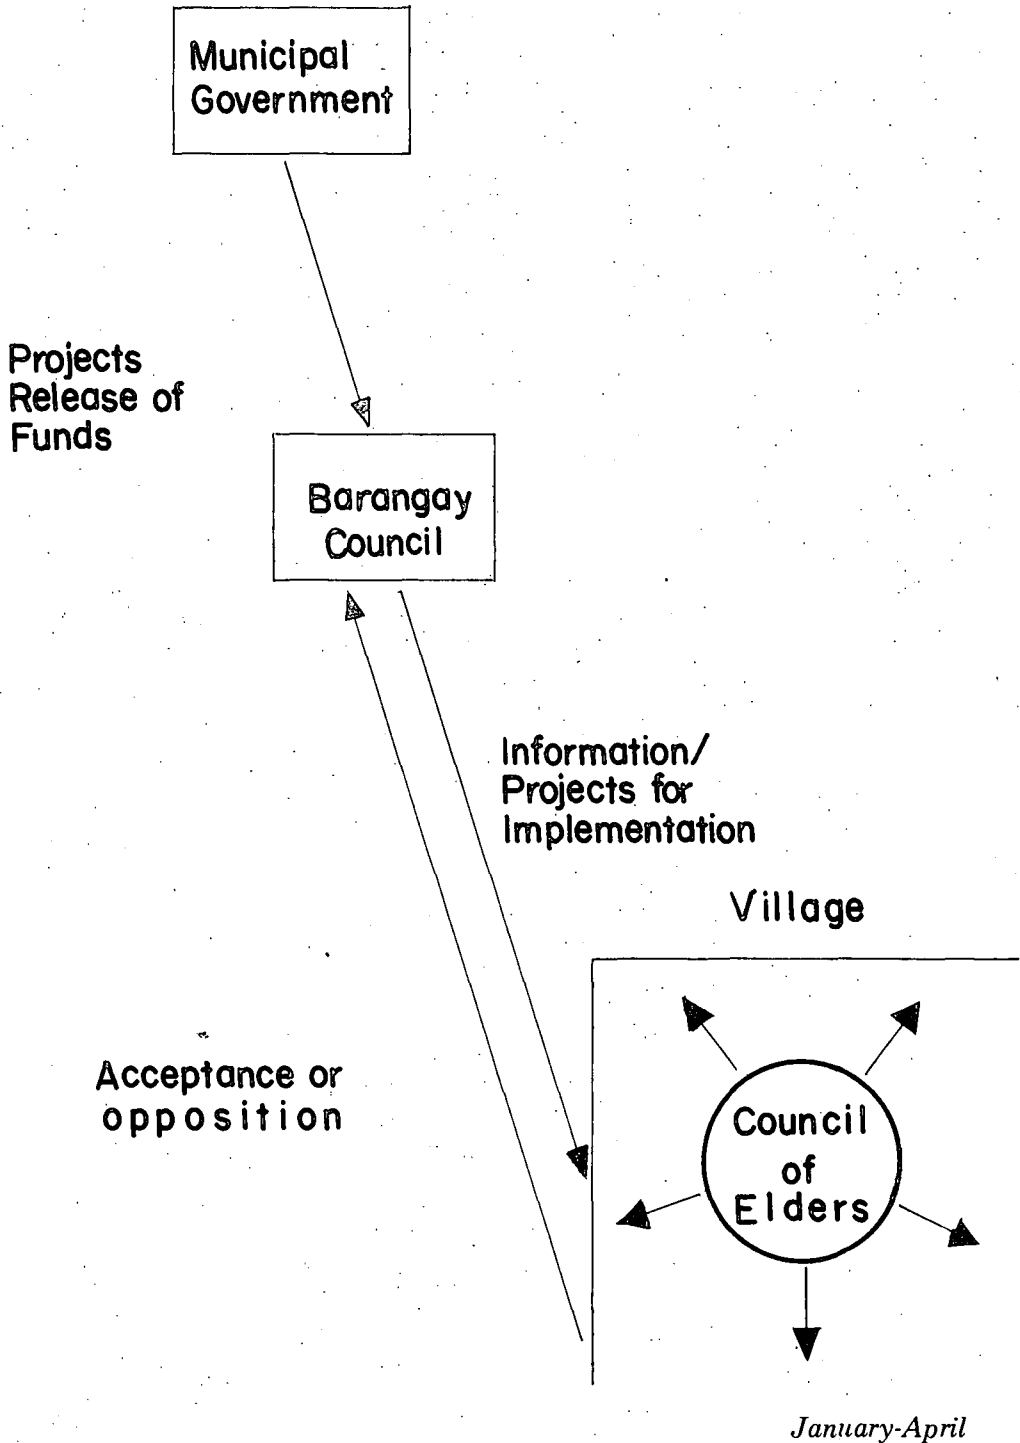 Municipal
Government
Projects
Release of
Funds
Barangay
Council
Information/
Projects for
Implementation
Village
Acceptance or
opposition
Council
of
Elders
January-April